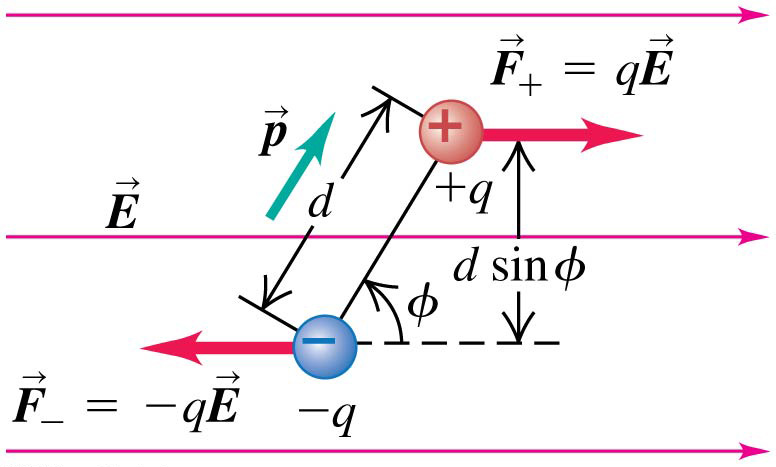 F⃗₊ = qE⃗
p⃗
+
+q
d
E⃗
d sin ϕ
ϕ
−
F⃗₋ = −qE⃗
−q